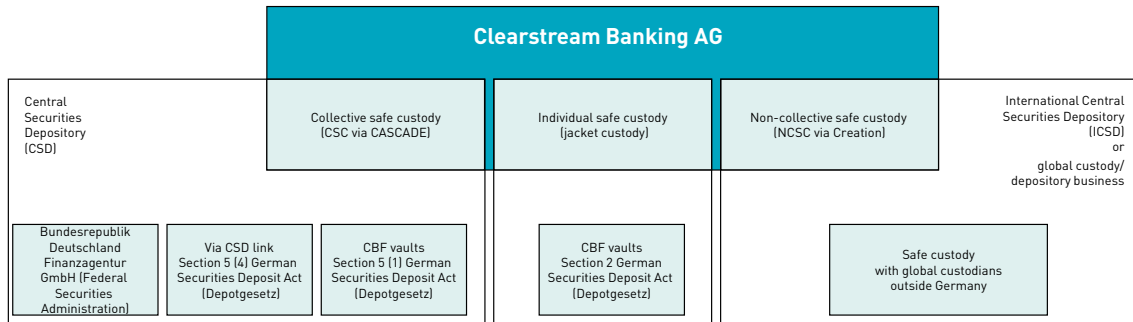 Clearstream Banking AG
Central
Securities
Depository
(CSD)
Collective safe custody
(CSC via CASCADE)
Individual safe custody
(jacket custody)
Non-collective safe custody
(NCSC via Creation)
International Central
Securities Depository
(ICSD)
or
global custody/
depository business
Bundesrepublik
Deutschland
Finanzagentur
GmbH (Federal
Securities
Administration)
Via CSD link
Section 5 (4) German
Securities Deposit Act
(Depotgesetz)
CBF vaults
Section 5 (1) German
Securities Deposit Act
(Depotgesetz)
CBF vaults
Section 2 German
Securities Deposit Act
(Depotgesetz)
Safe custody
with global custodians
outside Germany